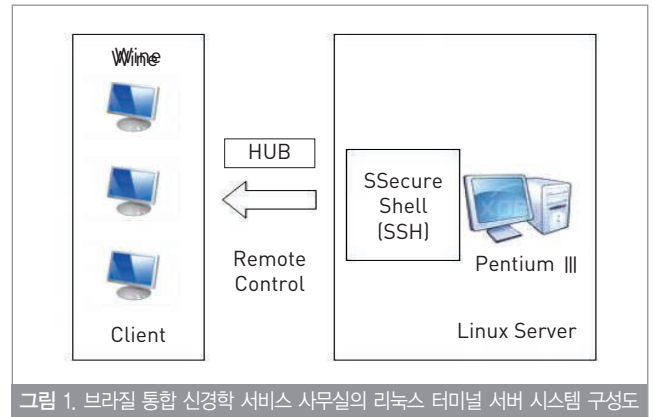 Wine
HUB
Remote
Control
Client
SSecure
Shell
(SSH)
Pentium Ⅲ
Linux Server
그림 1. 브라질 통합 신경학 서비스 사무실의 리눅스 터미널 서버 시스템 구성도